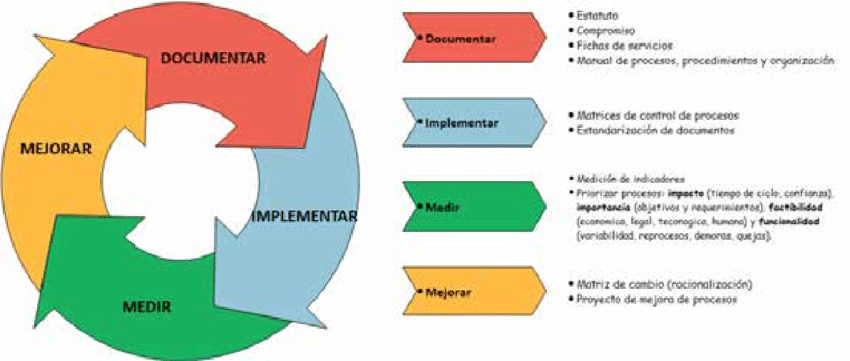 DOCUMENTAR
MEJORAR
IMPLEMENTAR
MEDIR
• Documentar
• Estatuto
• Compromiso
• Fichas de servicios
• Manual de procesos, procedimientos y organización
• Implementar
• Matrices de control de procesos
• Estandarización de documentos
• Medir
• Medición de indicadores
• Priorizar procesos: impacto (tiempo de ciclo, confianza),
importancia (objetivos y requerimientos), factibilidad
(economica, legal, teconogica, humana) y funcionalidad
(variabilidad, reprocesos, demoras, quejas).
• Mejorar
• Matriz de cambio (racionalización)
• Proyecto de mejora de procesos